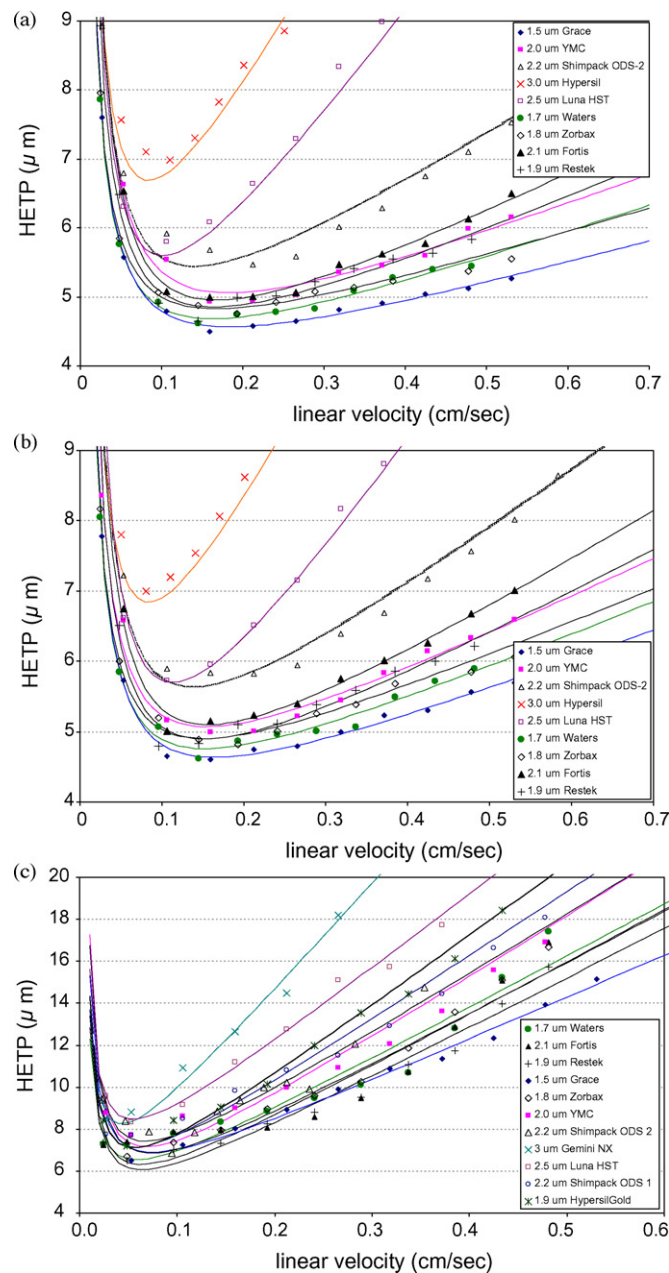 (a)
9
8
7
6
5
4
HETP (µ m)
0.0 0.1 0.2 0.3 0.4 0.5 0.6 0.7
linear velocity (cm/sec)
1.5 um Grace
2.0 um YMC
2.2 um Shimpack ODS-2
3.0 um Hypersil
2.5 um Luna HST
1.7 um Waters
1.8 um Zorbax
2.1 um Fortis
1.9 um Restek
(b)
9
8
7
6
5
4
HETP (µ m)
0.0 0.1 0.2 0.3 0.4 0.5 0.6 0.7
linear velocity (cm/sec)
1.5 um Grace
2.0 um YMC
2.2 um Shimpack ODS-2
3.0 um Hypersil
2.5 um Luna HST
1.7 um Waters
1.8 um Zorbax
2.1 um Fortis
1.9 um Restek
(c)
20
18
16
14
12
10
8
6
4
HETP (µ m)
0.0 0.1 0.2 0.3 0.4 0.5 0.6
linear velocity (cm/sec)
1.7 um Waters
2.1 um Fortis
1.9 um Restek
1.5 um Grace
1.8 um Zorbax
2.0 um YMC
2.2 um Shimpack ODS 2
3 um Gemini NX
2.5 um Luna HST
2.2 um Shimpack ODS 1
1.9 um HypersilGold